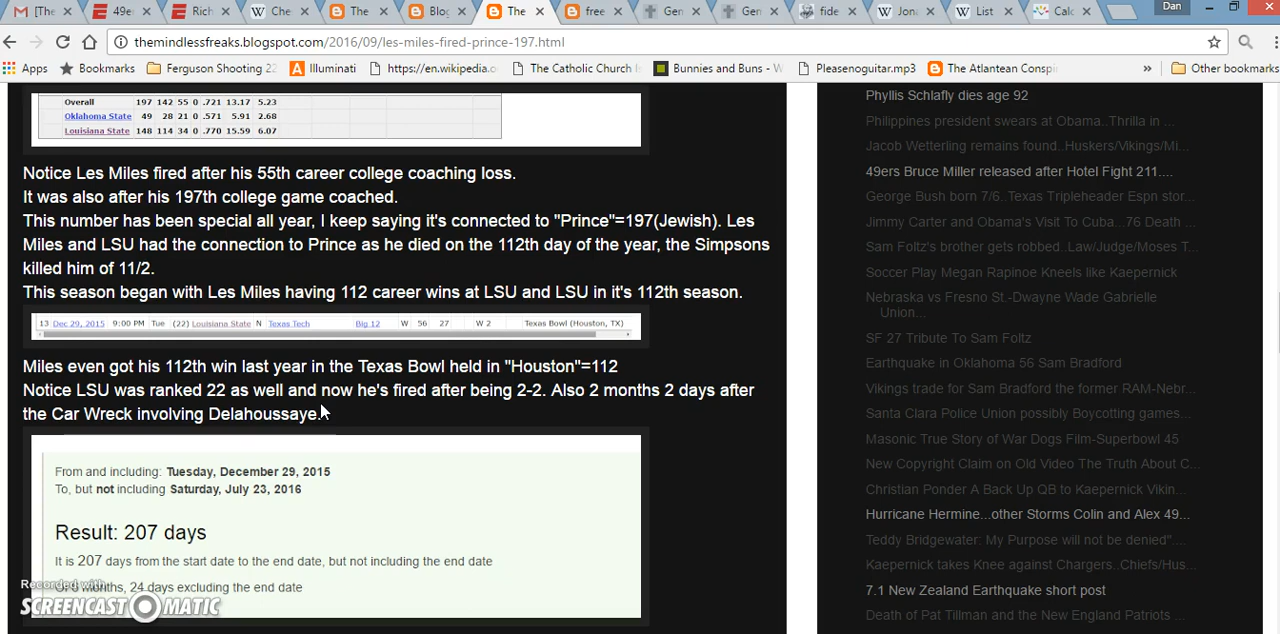 [The
49e
Rich
W Che
The
Blog
The
free
Gen
Gen
fide
W Jona
W List
Calc
Dan
themindlessfreaks.blogspot.com/2016/09/les-miles-fired-prince-197.html
Apps Bookmarks Ferguson Shooting 22 Illuminati https://en.wikipedia.o The Catholic Church I Bunnies and Buns - W Pleasenoguitar.mp3 The Atlantean Conspi » Other bookmarks
Overall 197 142 55 0 .721 13.17 5.23
Oklahoma State 49 28 21 0 .571 5.91 2.68
Louisiana State 148 114 34 0 .770 15.59 6.07
Notice Les Miles fired after his 55th career college coaching loss.
It was also after his 197th college game coached.
This number has been special all year, I keep saying it's connected to "Prince"=197(Jewish). Les
Miles and LSU had the connection to Prince as he died on the 112th day of the year, the Simpsons
killed him of 11/2.
This season began with Les Miles having 112 career wins at LSU and LSU in it's 112th season.
13 Dec 29, 2015 9:00 PM Tue (22) Louisiana State N Texas Tech Big 12 W 56 27 W 2 Texas Bowl (Houston, TX)
Miles even got his 112th win last year in the Texas Bowl held in "Houston"=112
Notice LSU was ranked 22 as well and now he's fired after being 2-2. Also 2 months 2 days after
the Car Wreck involving Delahoussaye.
From and including: Tuesday, December 29, 2015
To, but not including Saturday, July 23, 2016
Result: 207 days
It is 207 days from the start date to the end date, but not including the end date
Or 6 months, 24 days excluding the end date
Recorded with
SCREENCAST MATIC
Phyllis Schlafly dies age 92
Philippines president swears at Obama..Thrilla in ...
Jacob Wetterling remains found. Huskers/Vikings/Mi...
49ers Bruce Miller released after Hotel Fight 211....
George Bush born 7/6..Texas Tripleheader Espn stor...
Jimmy Carter and Obama's Visit To Cuba...76 Death ...
Sam Foltz's brother gets robbed..Law/Judge/Moses T...
Soccer Play Megan Rapinoe Kneels like Kaepernick
Nebraska vs Fresno St.-Dwayne Wade Gabrielle
Union...
SF 27 Tribute To Sam Foltz
Earthquake in Oklahoma 56 Sam Bradford
Vikings trade for Sam Bradford the former RAM-Nebr...
Santa Clara Police Union possibly Boycotting games...
Masonic True Story of War Dogs Film-Superbowl 45
New Copyright Claim on Old Video The Truth About C...
Christian Ponder A Back Up QB to Kaepernick Vikin...
Hurricane Hermine...other Storms Colin and Alex 49...
Teddy Bridgewater: My Purpose will not be denied"....
Kaepernick takes Knee against Chargers..Chiefs/Hus...
7.1 New Zealand Earthquake short post
Death of Pat Tillman and the New England Patriots ...